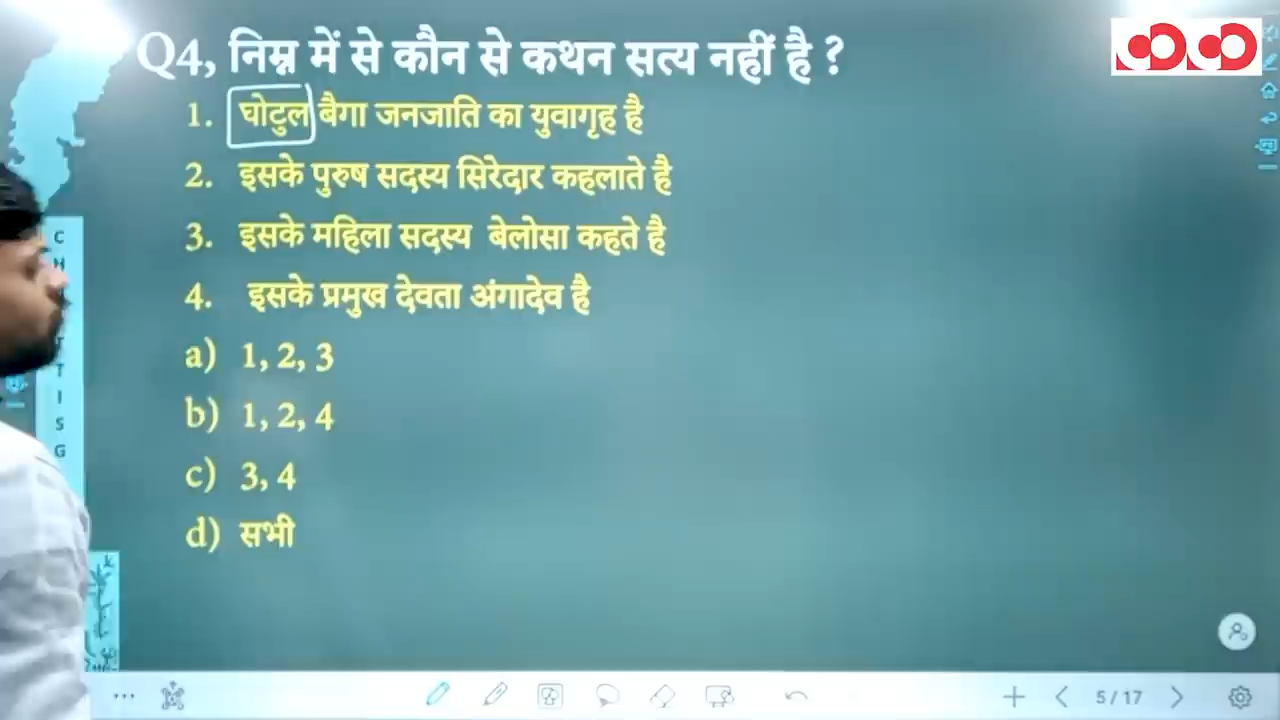 Q4, निम्न में से कौन से कथन सत्य नहीं है ?
1. घोटुल बैगा जनजाति का युवागृह है
2. इसके पुरुष सदस्य सिरेदार कहलाते है
3. इसके महिला सदस्य बेलोसा कहते है
4. इसके प्रमुख देवता अंगादेव है
a) 1, 2, 3
b) 1, 2, 4
c) 3, 4
d) सभी
5 / 17